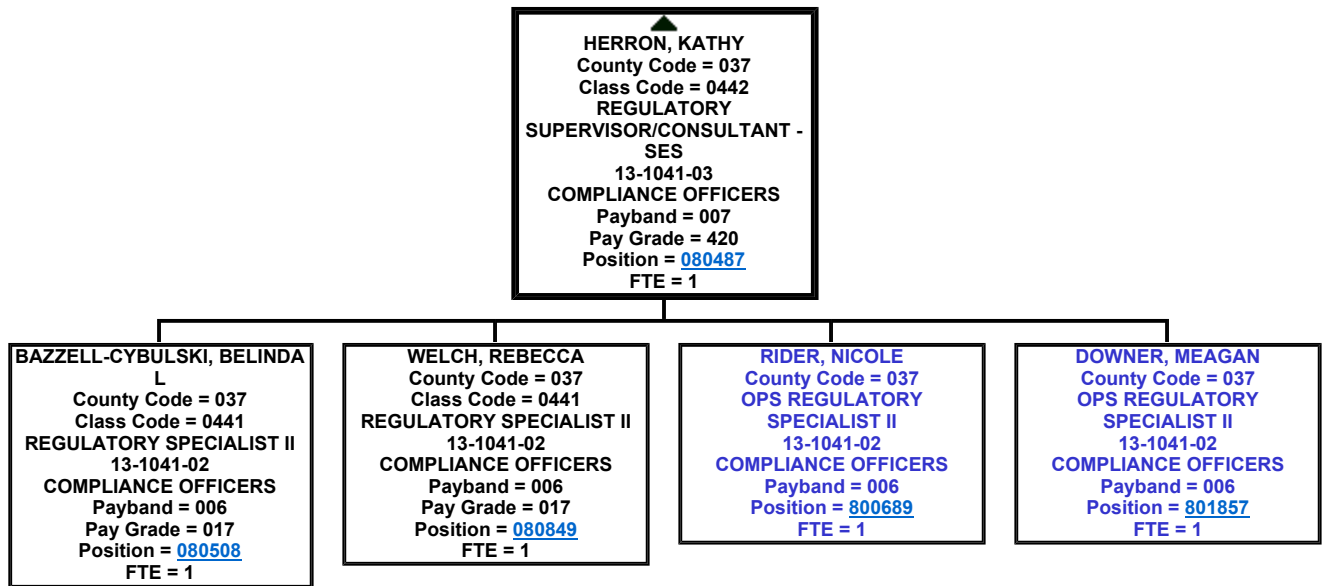 HERRON, KATHY
County Code = 037
Class Code = 0442
REGULATORY
SUPERVISOR/CONSULTANT -
SES
13-1041-03
COMPLIANCE OFFICERS
Payband = 007
Pay Grade = 420
Position = 080487
FTE = 1
BAZZELL-CYBULSKI, BELINDA
L
County Code = 037
Class Code = 0441
REGULATORY SPECIALIST II
13-1041-02
COMPLIANCE OFFICERS
Payband = 006
Pay Grade = 017
Position = 080508
FTE = 1
WELCH, REBECCA
County Code = 037
Class Code = 0441
REGULATORY SPECIALIST II
13-1041-02
COMPLIANCE OFFICERS
Payband = 006
Pay Grade = 017
Position = 080849
FTE = 1
RIDER, NICOLE
County Code = 037
OPS REGULATORY
SPECIALIST II
13-1041-02
COMPLIANCE OFFICERS
Payband = 006
Position = 800689
FTE = 1
DOWNER, MEAGAN
County Code = 037
OPS REGULATORY
SPECIALIST II
13-1041-02
COMPLIANCE OFFICERS
Payband = 006
Position = 801857
FTE = 1